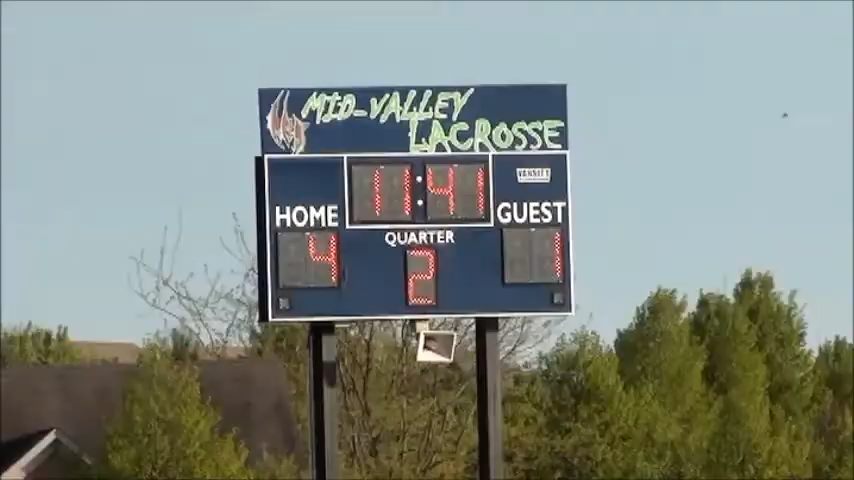 MID-VALLEY
LACROSSE
11:41
VARSITY
HOME
GUEST
QUARTER
4
2
1